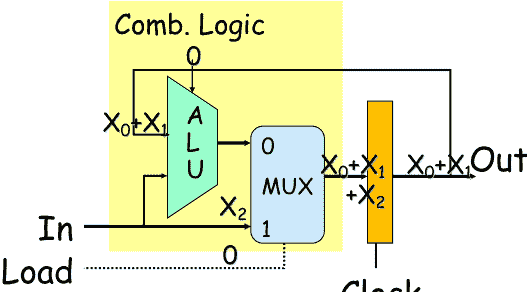 Comb. Logic
0
X₀+X₁
A
L
U
0
MUX
1
X₀+X₁
+X₂
X₀+X₁
Out
X₂
In
0
Load
Clock